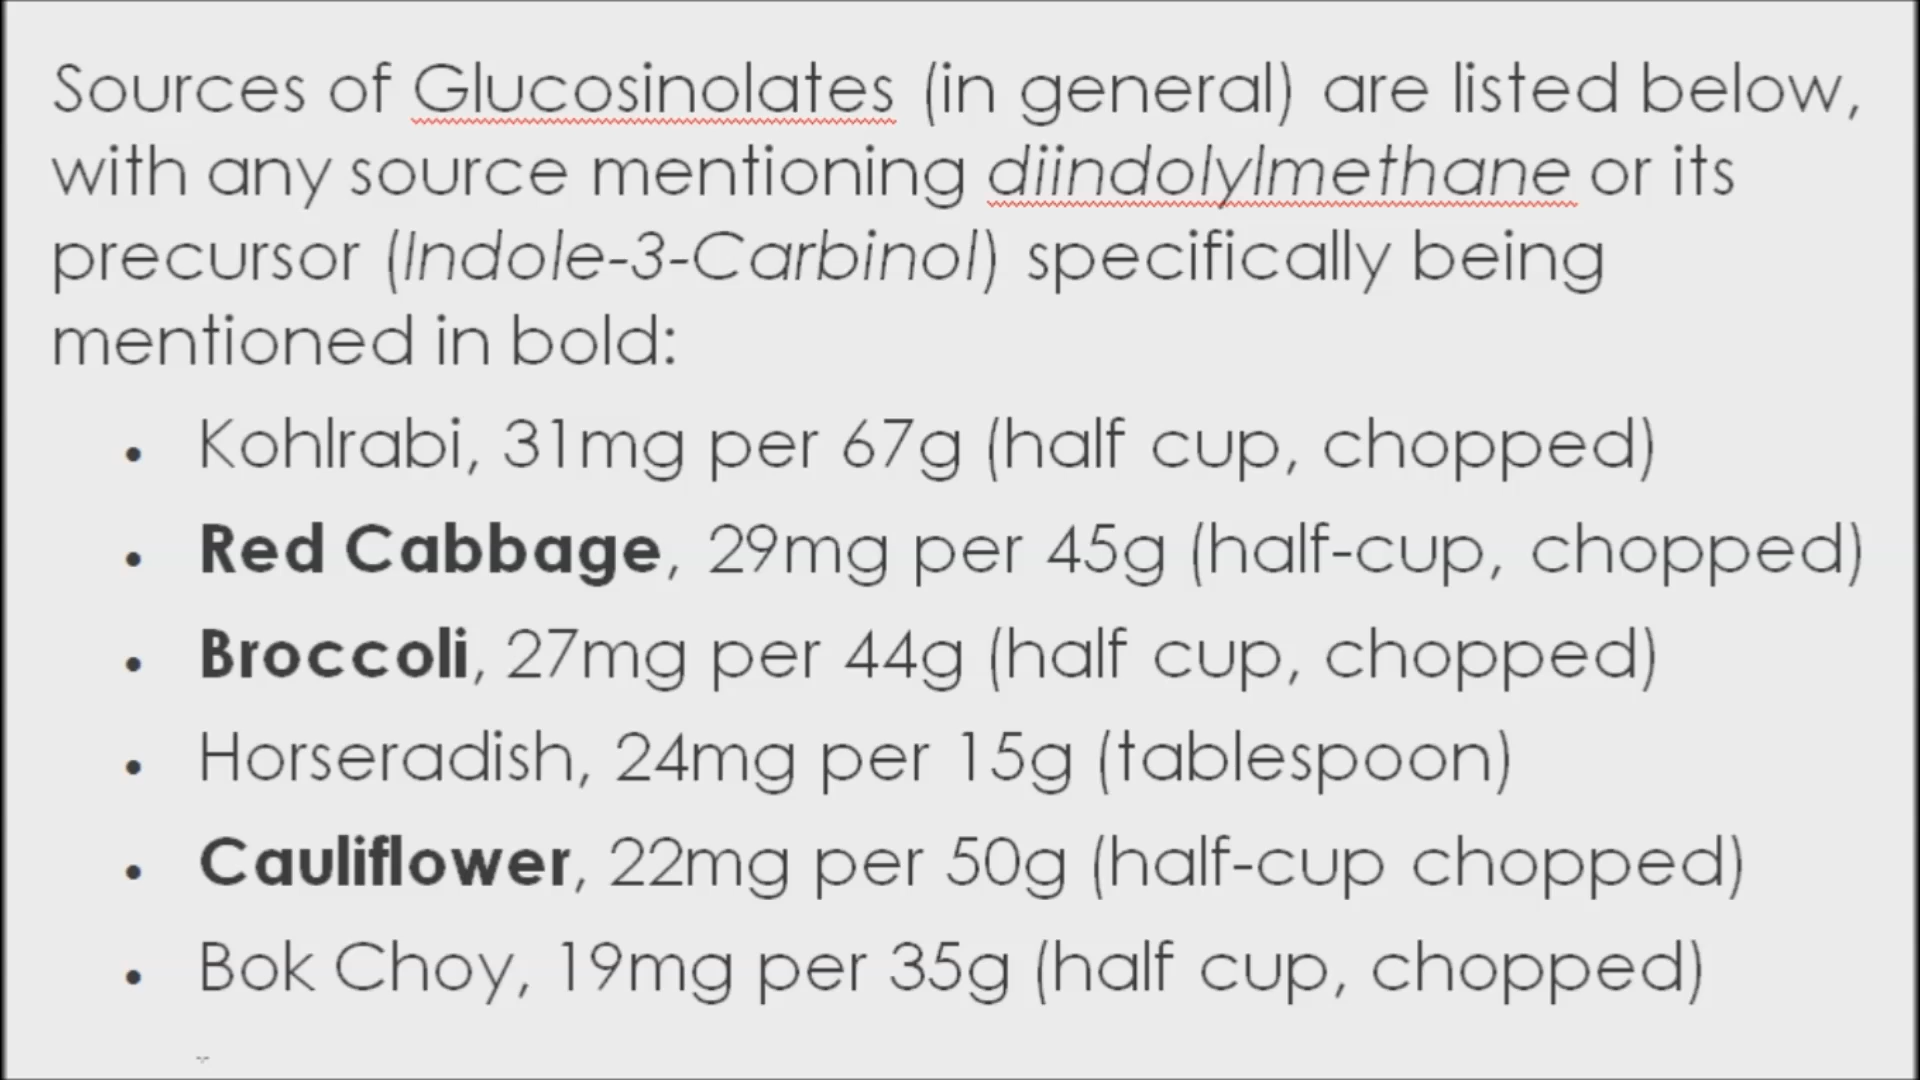 Sources of Glucosinolates (in general) are listed below,
with any source mentioning diindolylmethane or its
precursor (Indole-3-Carbinol) specifically being
mentioned in bold:
• Kohlrabi, 31mg per 67g (half cup, chopped)
• Red Cabbage, 29mg per 45g (half-cup, chopped)
• Broccoli, 27mg per 44g (half cup, chopped)
• Horseradish, 24mg per 15g (tablespoon)
• Cauliflower, 22mg per 50g (half-cup chopped)
• Bok Choy, 19mg per 35g (half cup, chopped)